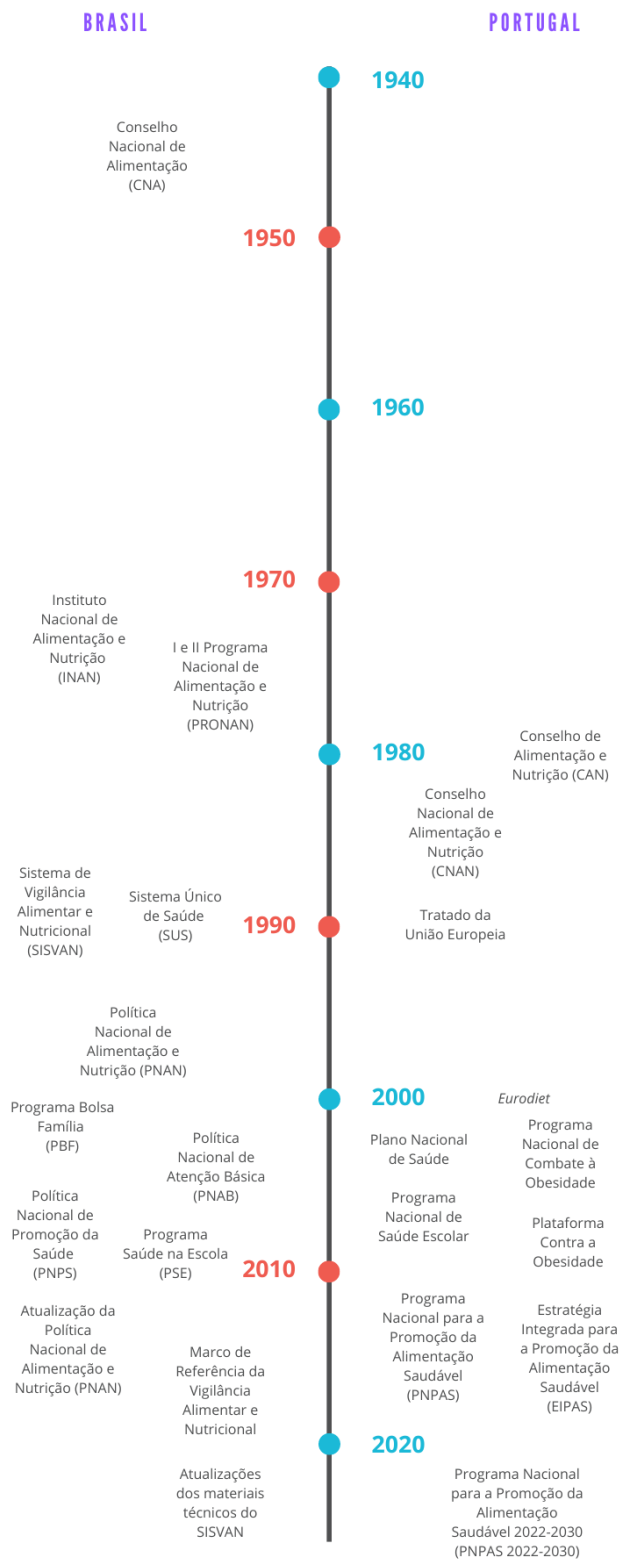 BRASIL
PORTUGAL
1940
Conselho
Nacional de
Alimentação
(CNA)
1950
1960
1970
Instituto
Nacional de
Alimentação e
Nutrição
(INAN)
I e II Programa
Nacional de
Alimentação e
Nutrição
(PRONAN)
1980
Conselho de
Alimentação e
Nutrição (CAN)
Conselho
Nacional de
Alimentação e
Nutrição
(CNAN)
Sistema de
Vigilância
Alimentar e
Nutricional
(SISVAN)
Sistema Único
de Saúde
(SUS)
1990
Tratado da
União Europeia
Política
Nacional de
Alimentação e
Nutrição (PNAN)
2000
Eurodiet
Programa Bolsa
Família
(PBF)
Política
Nacional de
Atenção Básica
(PNAB)
Plano Nacional
de Saúde
Programa
Nacional de
Combate à
Obesidade
Política
Nacional de
Promoção da
Saúde
(PNPS)
Programa
Saúde na Escola
(PSE)
Programa
Nacional de
Saúde Escolar
Plataforma
Contra a
Obesidade
2010
Atualização da
Política
Nacional de
Alimentação e
Nutrição (PNAN)
Marco de
Referência da
Vigilância
Alimentar e
Nutricional
Programa
Nacional para a
Promoção da
Alimentação
Saudável
(PNPAS)
Estratégia
Integrada para
a Promoção da
Alimentação
Saudável
(EIPAS)
2020
Atualizações
dos materiais
técnicos do
SISVAN
Programa Nacional
para a Promoção da
Alimentação
Saudável 2022-2030
(PNPAS 2022-2030)